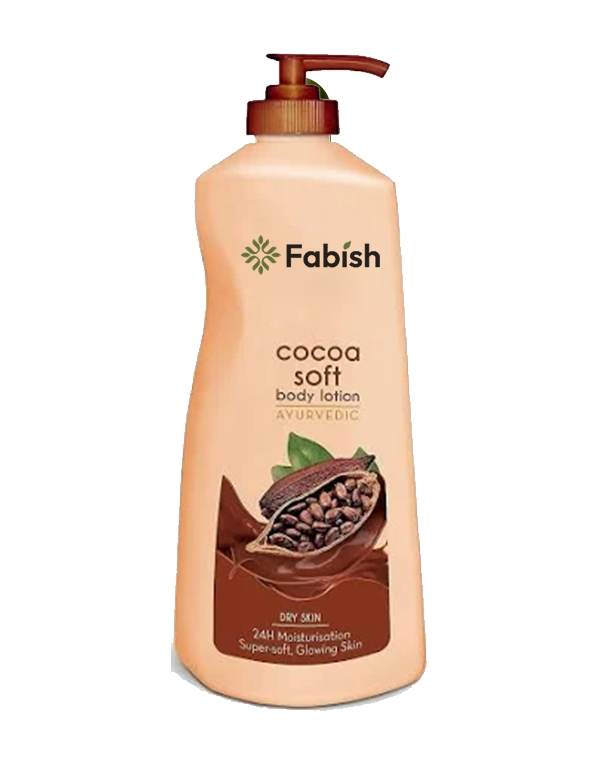 Fabish
cocoa
soft
body lotion
AYURVEDIC
DRY SKIN
24H Moisturisation
Super-soft, Glowing Skin